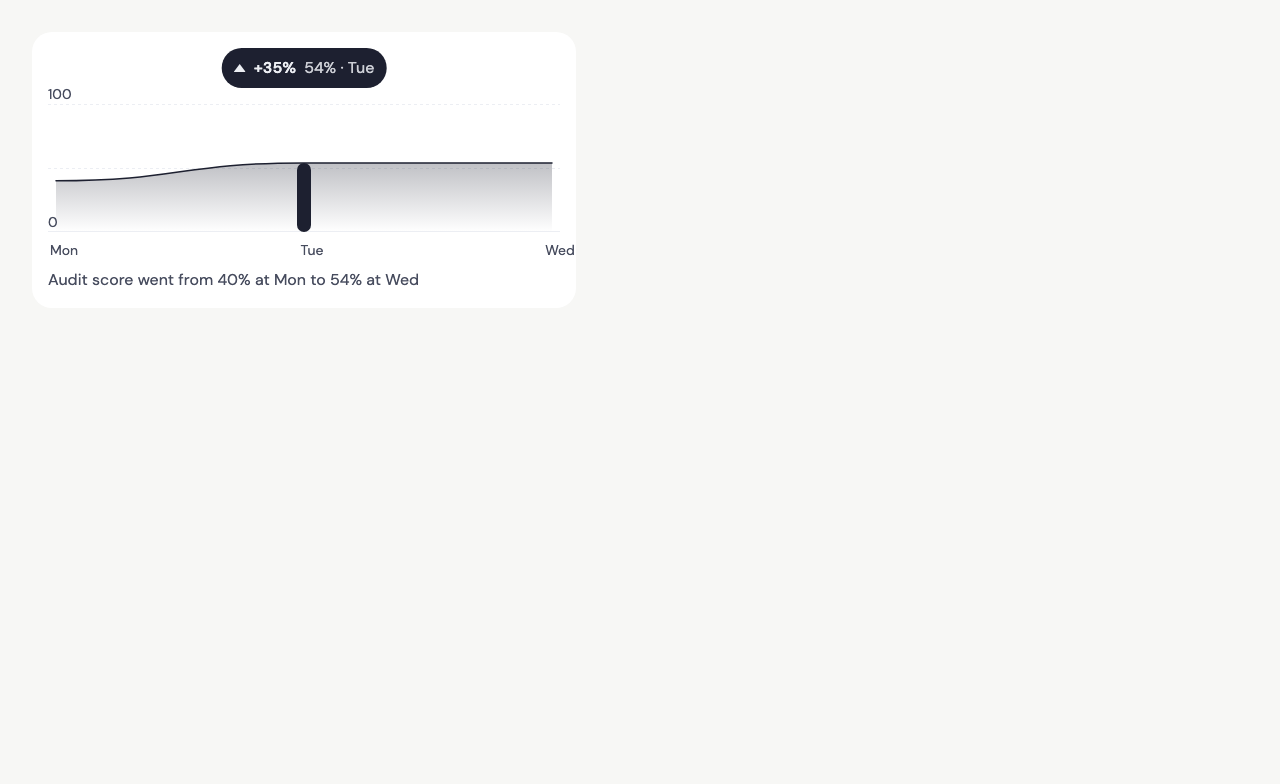 +35% 54% · Tue
100
0
Mon Tue Wed
Audit score went from 40% at Mon to 54% at Wed